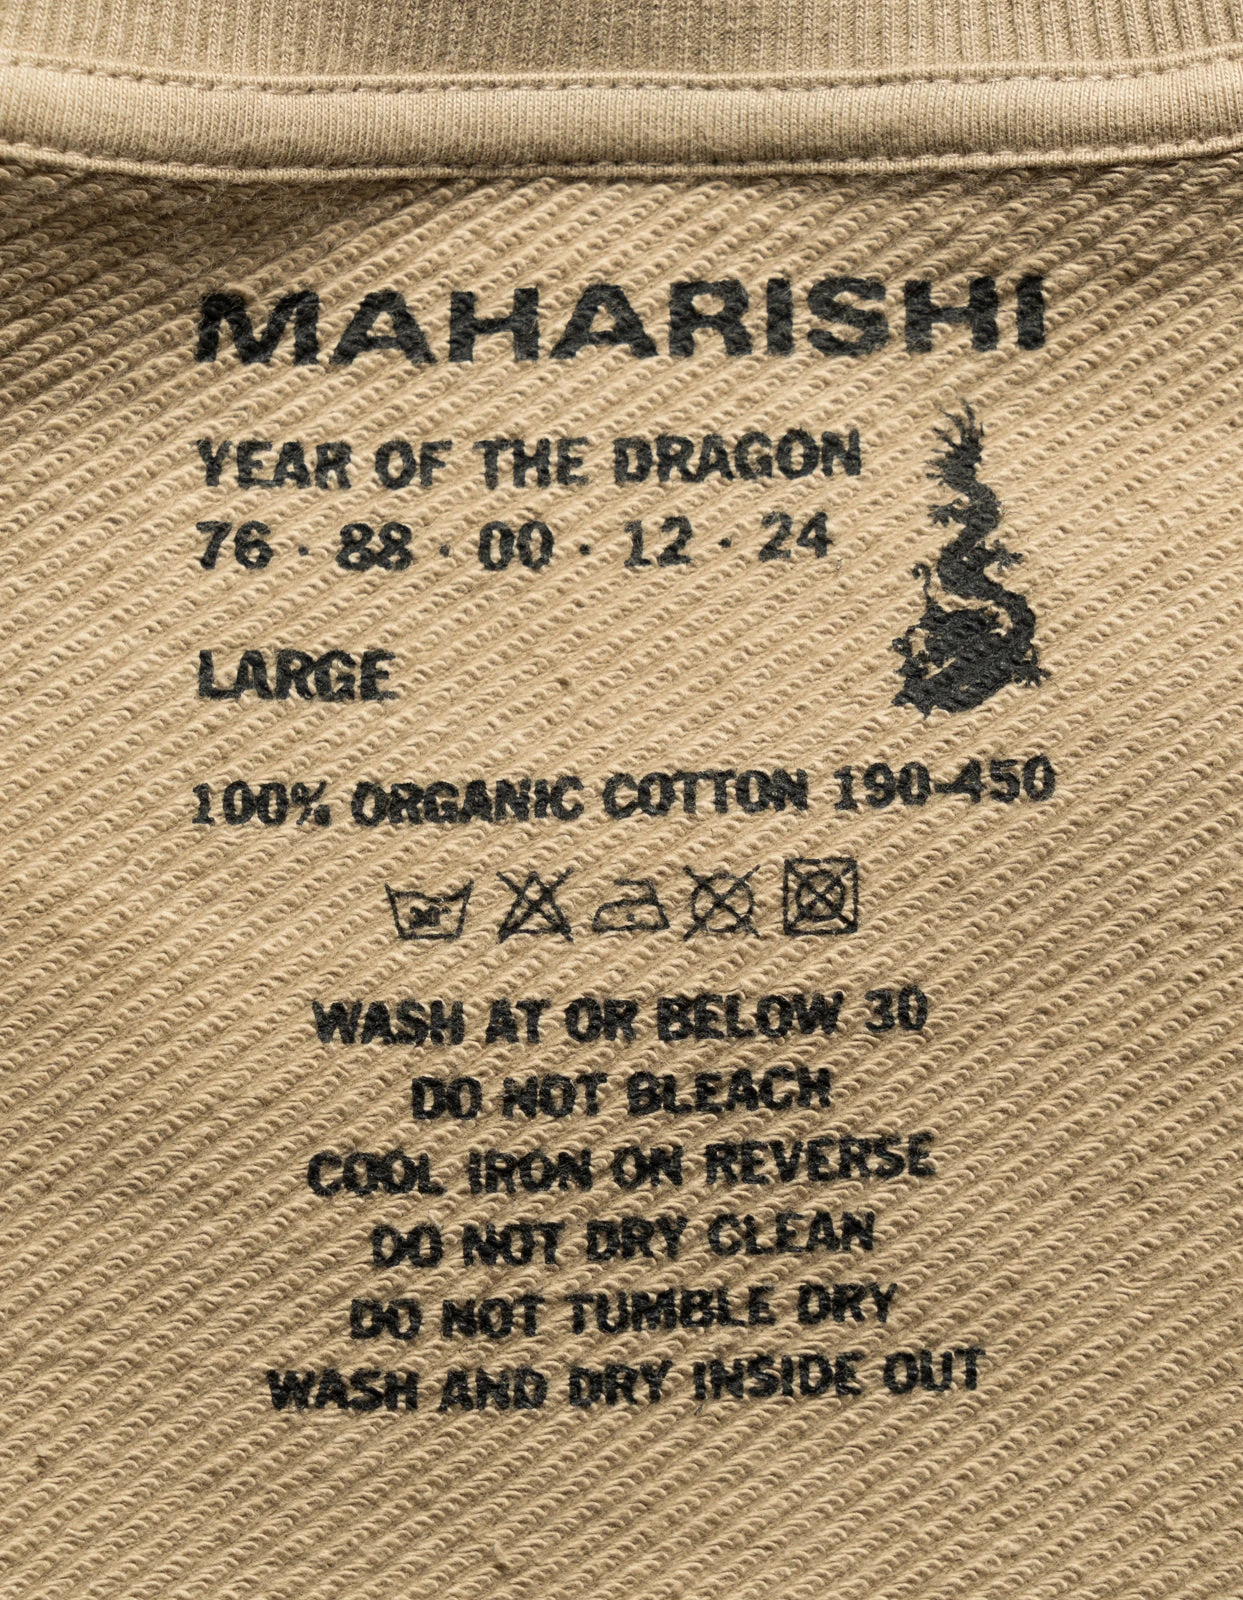 MAHARISHI
YEAR OF THE DRAGON
76 · 88 · 00 · 12 · 24
LARGE
100% ORGANIC COTTON 190-450
30°
WASH AT OR BELOW 30
DO NOT BLEACH
COOL IRON ON REVERSE
DO NOT DRY CLEAN
DO NOT TUMBLE DRY
WASH AND DRY INSIDE OUT